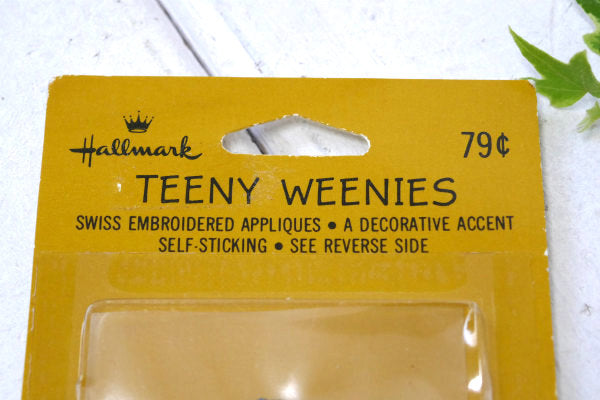 Hallmark
79¢
TEENY WEENIES
SWISS EMBROIDERED APPLIQUES • A DECORATIVE ACCENT
SELF-STICKING • SEE REVERSE SIDE